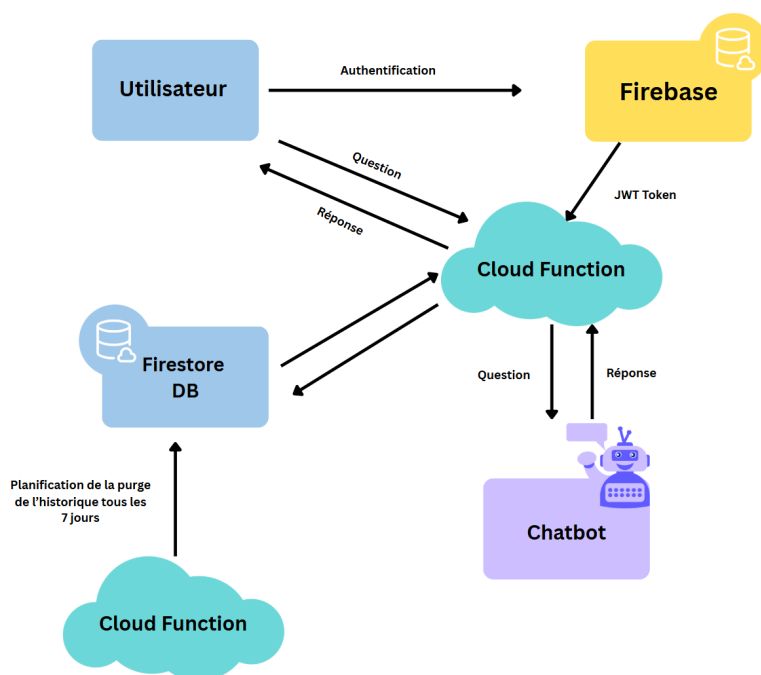 Utilisateur
Authentification
Firebase
Question
Réponse
JWT Token
Cloud Function
Firestore
DB
Question
Réponse
Planification de la purge
de l'historique tous les
7 jours
Chatbot
Cloud Function